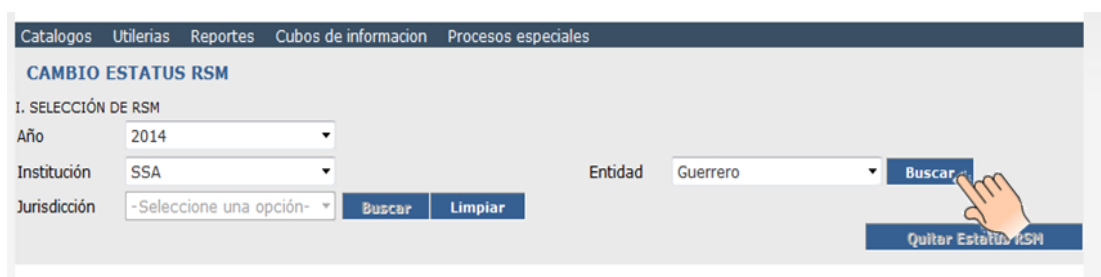 Catalogos Utilerias Reportes Cubos de informacion Procesos especiales
CAMBIO ESTATUS RSM
I. SELECCIÓN DE RSM
Año 2014
Institución SSA Entidad Guerrero Buscar
Jurisdicción -Seleccione una opción- Buscar Limpiar
Quitar Estatus RSM